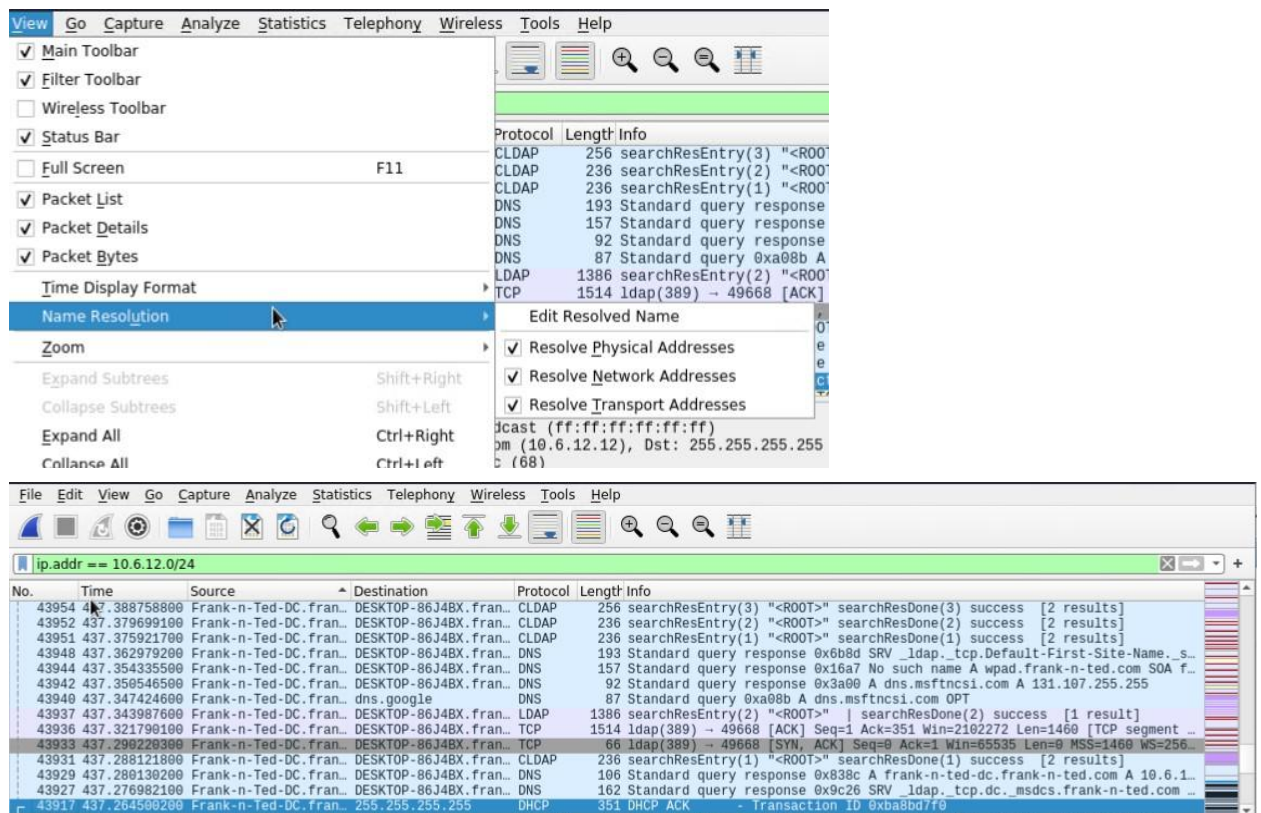 View Go Capture Analyze Statistics Telephony Wireless Tools Help
Main Toolbar
Filter Toolbar
Wireless Toolbar
Status Bar
Full Screen F11
Packet List
Packet Details
Packet Bytes
Time Display Format
Name Resolution
Zoom
Expand Subtrees Shift+Right
Collapse Subtrees Shift+Left
Expand All Ctrl+Right
Collapse All Ctrl+Left
Protocol Length Info
CLDAP 256 searchResEntry(3) "<ROOT
CLDAP 236 searchResEntry(2) "<ROOT
CLDAP 236 searchResEntry(1) "<ROOT
DNS 193 Standard query response
DNS 157 Standard query response
DNS 92 Standard query response
DNS 87 Standard query 0xa08b A
LDAP 1386 searchResEntry(2) "<ROO
TCP 1514 ldap(389) → 49668 [ACK]
Edit Resolved Name
Resolve Physical Addresses
Resolve Network Addresses
Resolve Transport Addresses
dcast (ff:ff:ff:ff:ff:ff)
om (10.6.12.12), Dst: 255.255.255.255
c (68)
File Edit View Go Capture Analyze Statistics Telephony Wireless Tools Help
ip.addr == 10.6.12.0/24
No. Time Source Destination Protocol Length Info
43954 437.388758800 Frank-n-Ted-DC.fran… DESKTOP-86J4BX.fran… CLDAP 256 searchResEntry(3) "<ROOT>" searchResDone(3) success [2 results]
43952 437.379699100 Frank-n-Ted-DC.fran… DESKTOP-86J4BX.fran… CLDAP 236 searchResEntry(2) "<ROOT>" searchResDone(2) success [2 results]
43951 437.375921700 Frank-n-Ted-DC.fran… DESKTOP-86J4BX.fran… CLDAP 236 searchResEntry(1) "<ROOT>" searchResDone(1) success [2 results]
43948 437.362979200 Frank-n-Ted-DC.fran… DESKTOP-86J4BX.fran… DNS 193 Standard query response 0x6b8d SRV _ldap._tcp.Default-First-Site-Name._s…
43944 437.354335500 Frank-n-Ted-DC.fran… DESKTOP-86J4BX.fran… DNS 157 Standard query response 0x16a7 No such name A wpad.frank-n-ted.com SOA f…
43942 437.350546500 Frank-n-Ted-DC.fran… DESKTOP-86J4BX.fran… DNS 92 Standard query response 0x3a00 A dns.msftncsi.com A 131.107.255.255
43940 437.347424600 Frank-n-Ted-DC.fran… dns.google DNS 87 Standard query 0xa08b A dns.msftncsi.com OPT
43937 437.343987600 Frank-n-Ted-DC.fran… DESKTOP-86J4BX.fran… LDAP 1386 searchResEntry(2) "<ROOT>" | searchResDone(2) success [1 result]
43936 437.321790100 Frank-n-Ted-DC.fran… DESKTOP-86J4BX.fran… TCP 1514 ldap(389) → 49668 [ACK] Seq=1 Ack=351 Win=2102272 Len=1460 [TCP segment …
43933 437.290220300 Frank-n-Ted-DC.fran… DESKTOP-86J4BX.fran… TCP 66 ldap(389) → 49668 [SYN, ACK] Seq=0 Ack=1 Win=65535 Len=0 MSS=1460 WS=256…
43931 437.288121800 Frank-n-Ted-DC.fran… DESKTOP-86J4BX.fran… CLDAP 236 searchResEntry(1) "<ROOT>" searchResDone(1) success [2 results]
43929 437.280130200 Frank-n-Ted-DC.fran… DESKTOP-86J4BX.fran… DNS 106 Standard query response 0x838c A frank-n-ted-dc.frank-n-ted.com A 10.6.1…
43927 437.276982100 Frank-n-Ted-DC.fran… DESKTOP-86J4BX.fran… DNS 162 Standard query response 0x9c26 SRV _ldap._tcp.dc._msdcs.frank-n-ted.com …
43917 437.264500200 Frank-n-Ted-DC.fran… 255.255.255.255 DHCP 351 DHCP ACK - Transaction ID 0xba8bd7f0